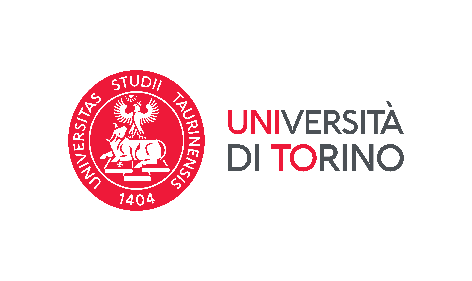 UNIVERSITAS STUDII TAURINENSIS
1404
UNIVERSITÀ
DI TORINO